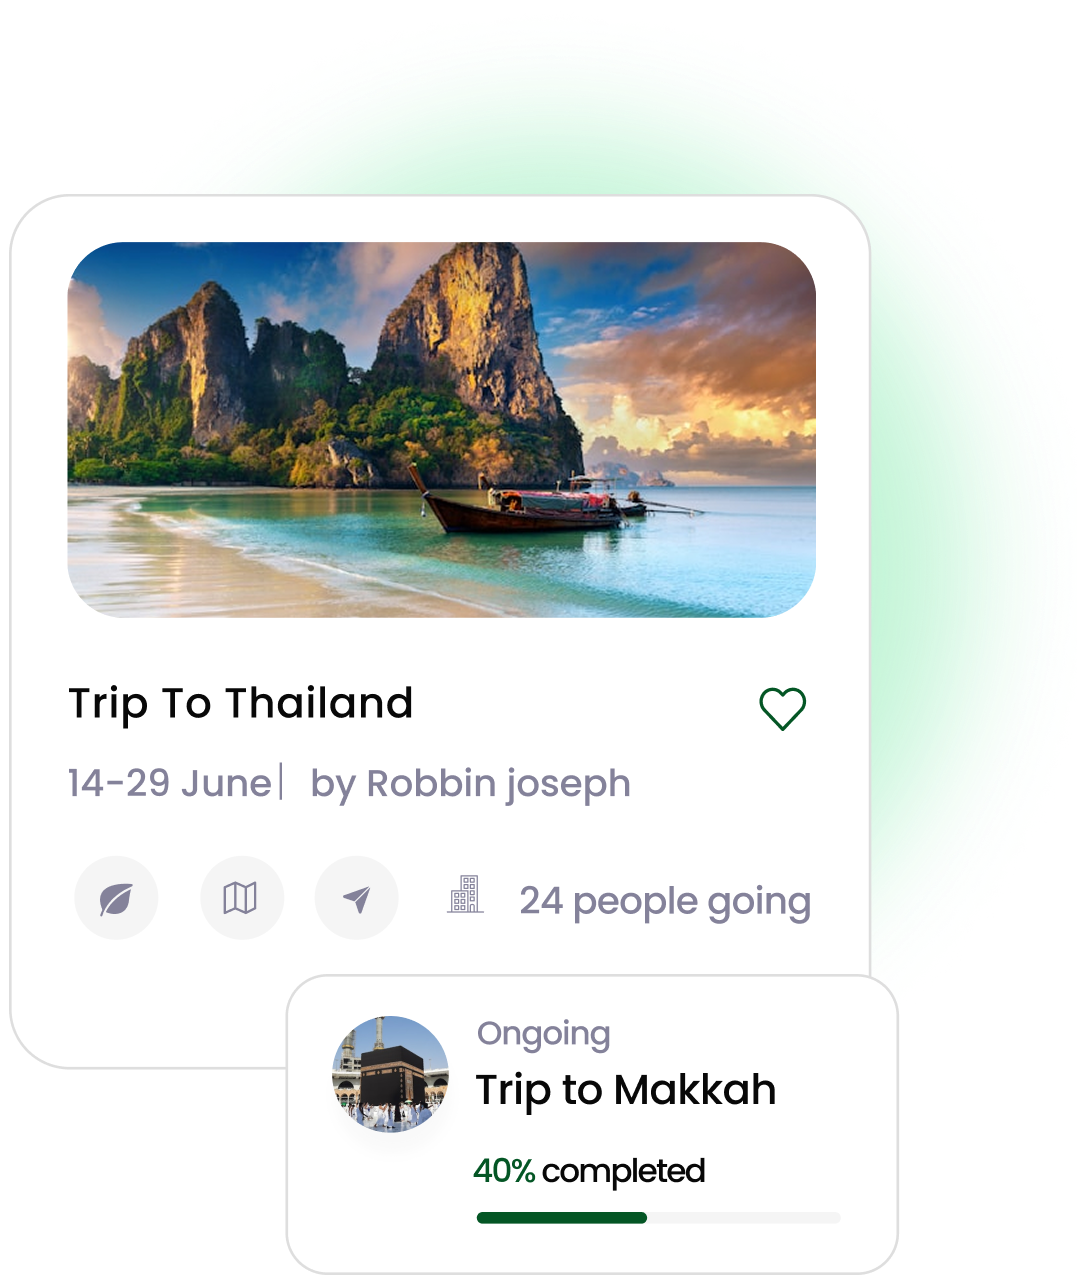 Trip To Thailand
14-29 June| by Robbin joseph
24 people going
Ongoing
Trip to Makkah
40% completed